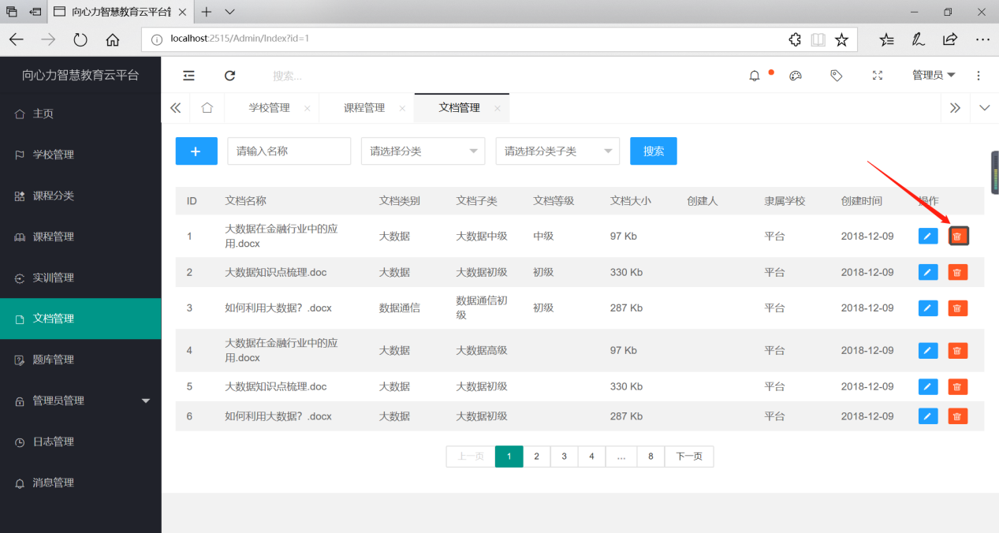 向心力智慧教育云平台管
localhost:2515/Admin/Index?id=1
向心力智慧教育云平台
搜索...
管理员
主页
学校管理
课程分类
课程管理
实训管理
文档管理
题库管理
管理员管理
日志管理
消息管理
学校管理 × 课程管理 × 文档管理 ×
+ 请输入名称 请选择分类 请选择分类子类 搜索
ID 文档名称 文档类别 文档子类 文档等级 文档大小 创建人 隶属学校 创建时间 操作
1 大数据在金融行业中的应 大数据 大数据中级 中级 97 Kb 平台 2018-12-09
用.docx
2 大数据知识点梳理.doc 大数据 大数据初级 初级 330 Kb 平台 2018-12-09
3 如何利用大数据？.docx 数据通信 数据通信初 初级 287 Kb 平台 2018-12-09
级
4 大数据在金融行业中的应 大数据 大数据高级 97 Kb 平台 2018-12-09
用.docx
5 大数据知识点梳理.doc 大数据 大数据初级 330 Kb 平台 2018-12-09
6 如何利用大数据？.docx 大数据 大数据初级 287 Kb 平台 2018-12-09
上一页 1 2 3 4 ... 8 下一页